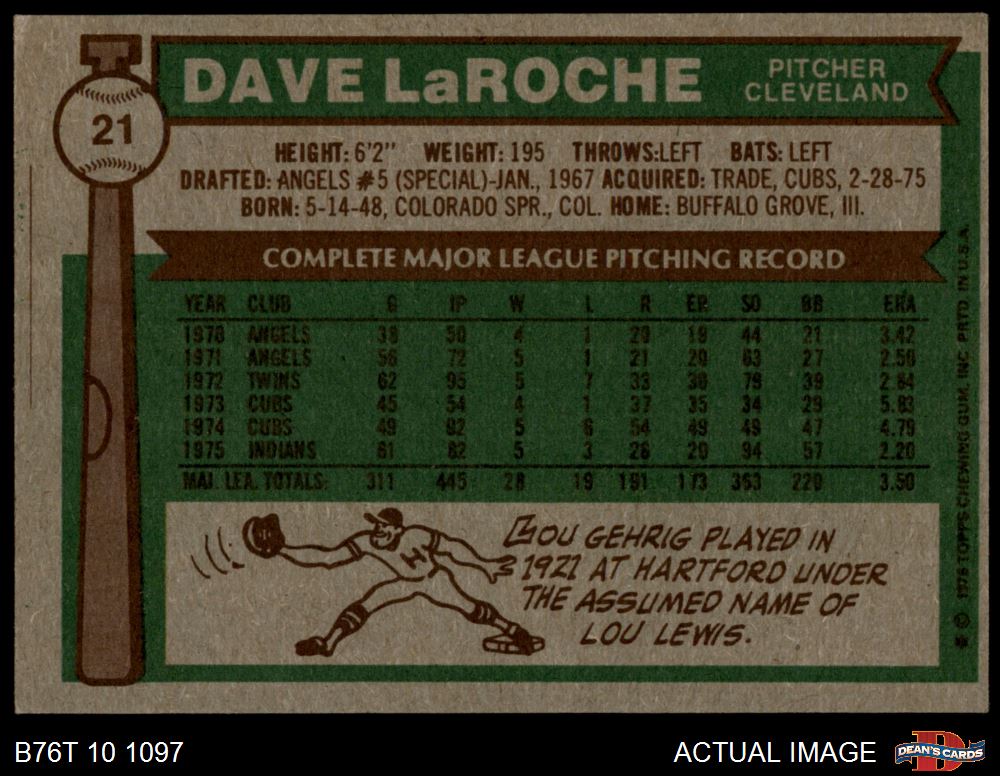 21
DAVE LaROCHE
PITCHER
CLEVELAND
HEIGHT: 6'2" WEIGHT: 195 THROWS:LEFT BATS: LEFT
DRAFTED: ANGELS #5 (SPECIAL)-JAN., 1967 ACQUIRED: TRADE, CUBS, 2-28-75
BORN: 5-14-48, COLORADO SPR., COL. HOME: BUFFALO GROVE, Ill.
COMPLETE MAJOR LEAGUE PITCHING RECORD
YEAR CLUB G IP W L R ER SO BB ERA
1970 ANGELS 38 50 4 1 20 19 44 21 3.42
1971 ANGELS 56 72 5 1 21 20 63 27 2.50
1972 TWINS 62 95 5 7 33 30 79 39 2.84
1973 CUBS 45 54 4 1 37 35 34 29 5.83
1974 CUBS 49 92 5 6 54 49 49 47 4.79
1975 INDIANS 61 82 5 3 26 20 94 57 2.20
MAJ. LEA. TOTALS: 311 445 28 19 191 173 363 220 3.50
H
LOU GEHRIG PLAYED IN
1921 AT HARTFORD UNDER
THE ASSUMED NAME OF
LOU LEWIS.
* © 1976 TOPPS CHEWING GUM, INC. PRTD. IN U.S.A.
B76T 10 1097
ACTUAL IMAGE
DEAN'S CARDS